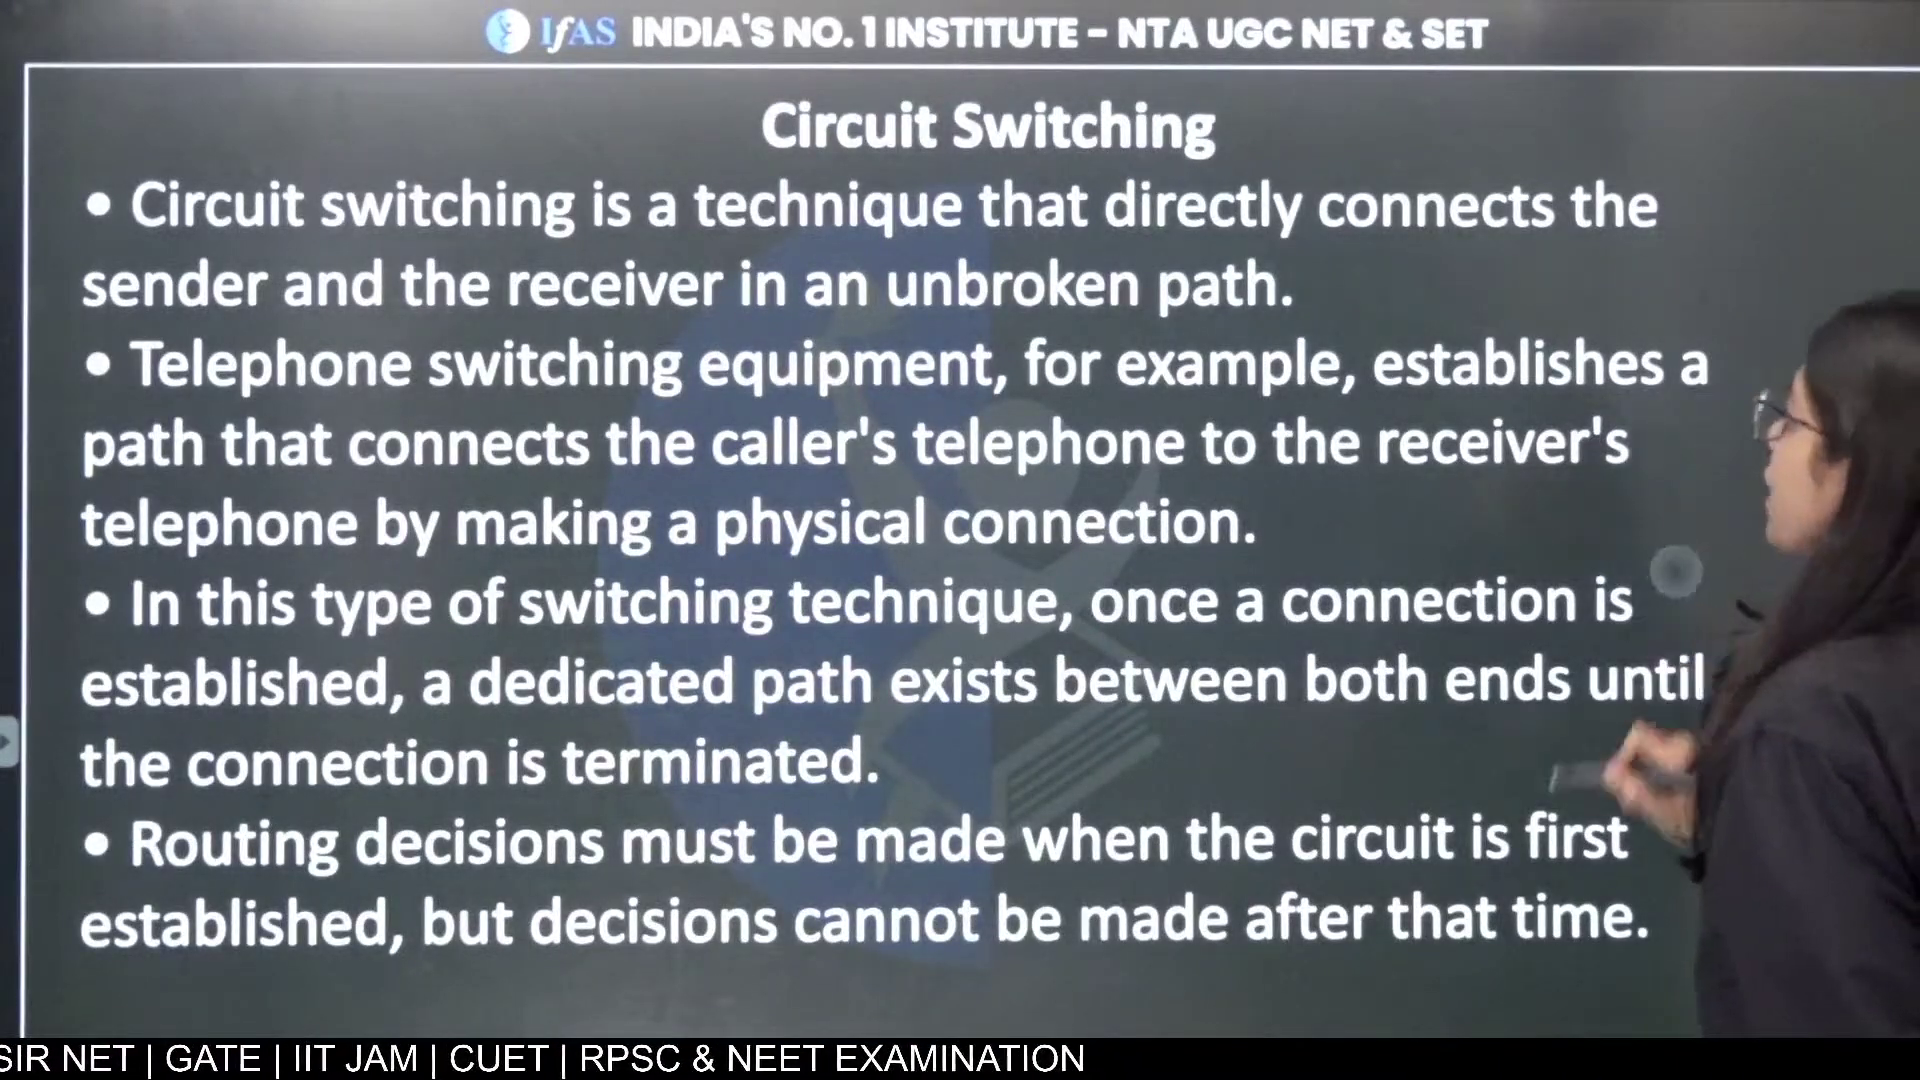 IfAS INDIA'S NO. 1 INSTITUTE – NTA UGC NET & SET
Circuit Switching
• Circuit switching is a technique that directly connects the
sender and the receiver in an unbroken path.
• Telephone switching equipment, for example, establishes a
path that connects the caller's telephone to the receiver's
telephone by making a physical connection.
• In this type of switching technique, once a connection is
established, a dedicated path exists between both ends until
the connection is terminated.
• Routing decisions must be made when the circuit is first
established, but decisions cannot be made after that time.
SIR NET | GATE | IIT JAM | CUET | RPSC & NEET EXAMINATION